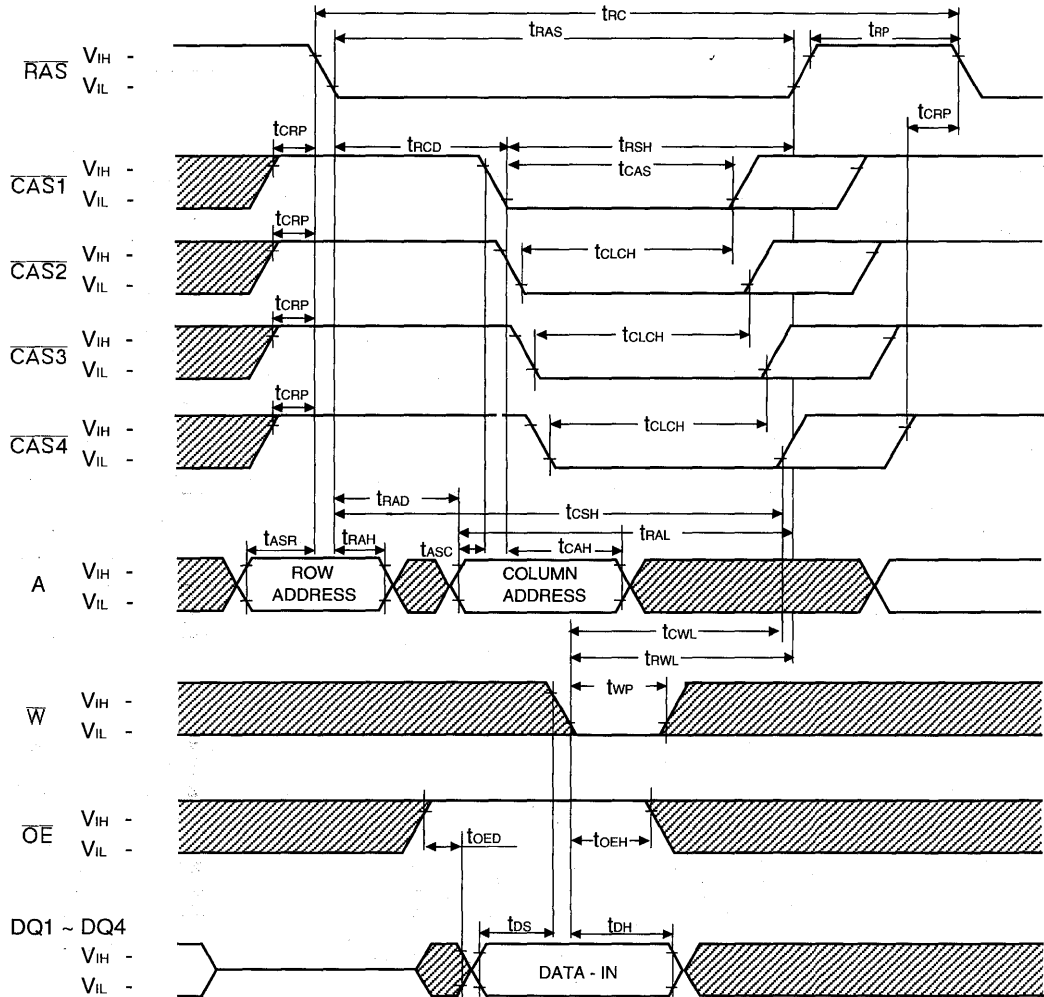 tRC
tRAS
tRP
RAS
VIH -
VIL -
tCRP
tCRP
tRCD
tRSH
CAS1
VIH -
VIL -
tCAS
tCRP
CAS2
VIH -
VIL -
tCLCH
tCRP
CAS3
VIH -
VIL -
tCLCH
tCRP
CAS4
VIH -
VIL -
tCLCH
tRAD
tCSH
tRAL
tASR
tRAH
tASC
tCAH
A
VIH -
VIL -
ROW ADDRESS
COLUMN ADDRESS
tCWL
tRWL
tWP
W
VIH -
VIL -
OE
VIH -
VIL -
tOED
tOEH
DQ1 ~ DQ4
VIH -
VIL -
tDS
tDH
DATA - IN